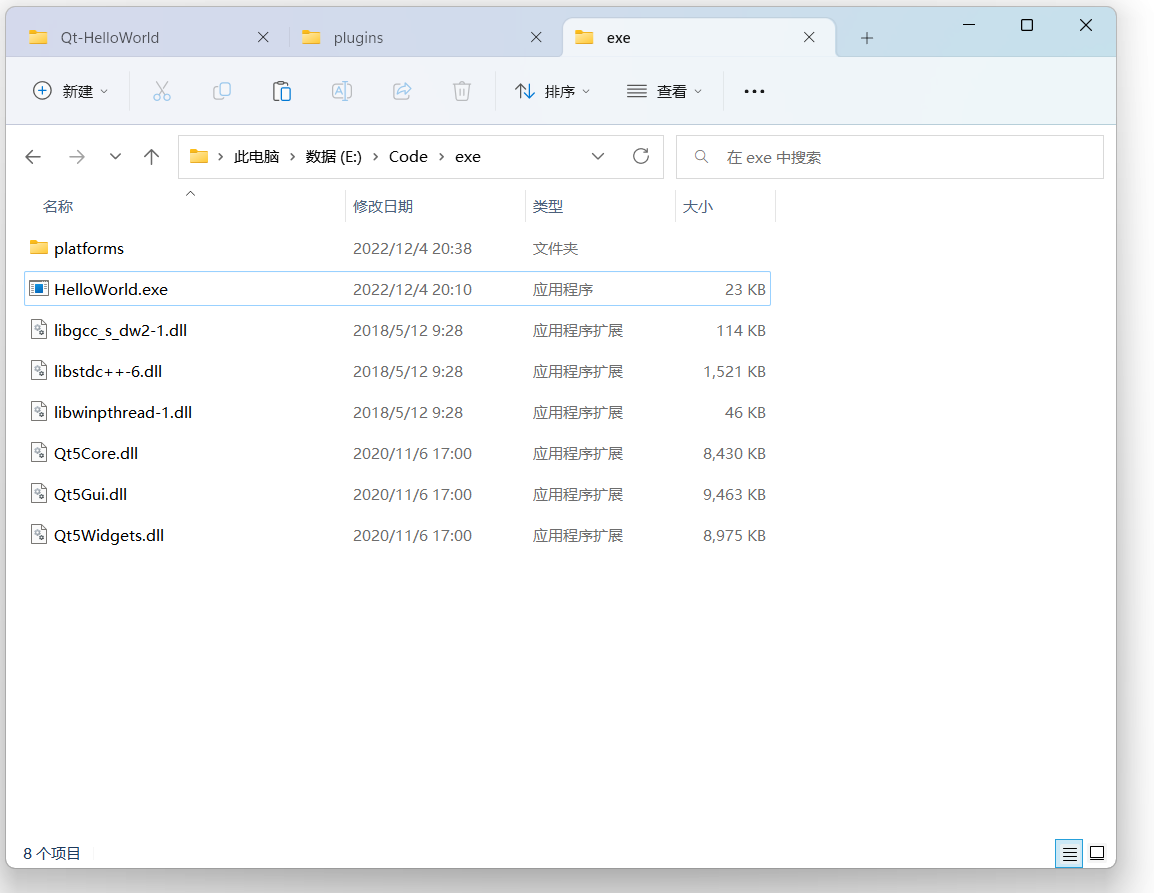 Qt-HelloWorld plugins exe
新建 排序 查看
此电脑 数据 (E:) Code exe 在 exe 中搜索
名称 修改日期 类型 大小
platforms 2022/12/4 20:38 文件夹
HelloWorld.exe 2022/12/4 20:10 应用程序 23 KB
libgcc_s_dw2-1.dll 2018/5/12 9:28 应用程序扩展 114 KB
libstdc++-6.dll 2018/5/12 9:28 应用程序扩展 1,521 KB
libwinpthread-1.dll 2018/5/12 9:28 应用程序扩展 46 KB
Qt5Core.dll 2020/11/6 17:00 应用程序扩展 8,430 KB
Qt5Gui.dll 2020/11/6 17:00 应用程序扩展 9,463 KB
Qt5Widgets.dll 2020/11/6 17:00 应用程序扩展 8,975 KB
8 个项目